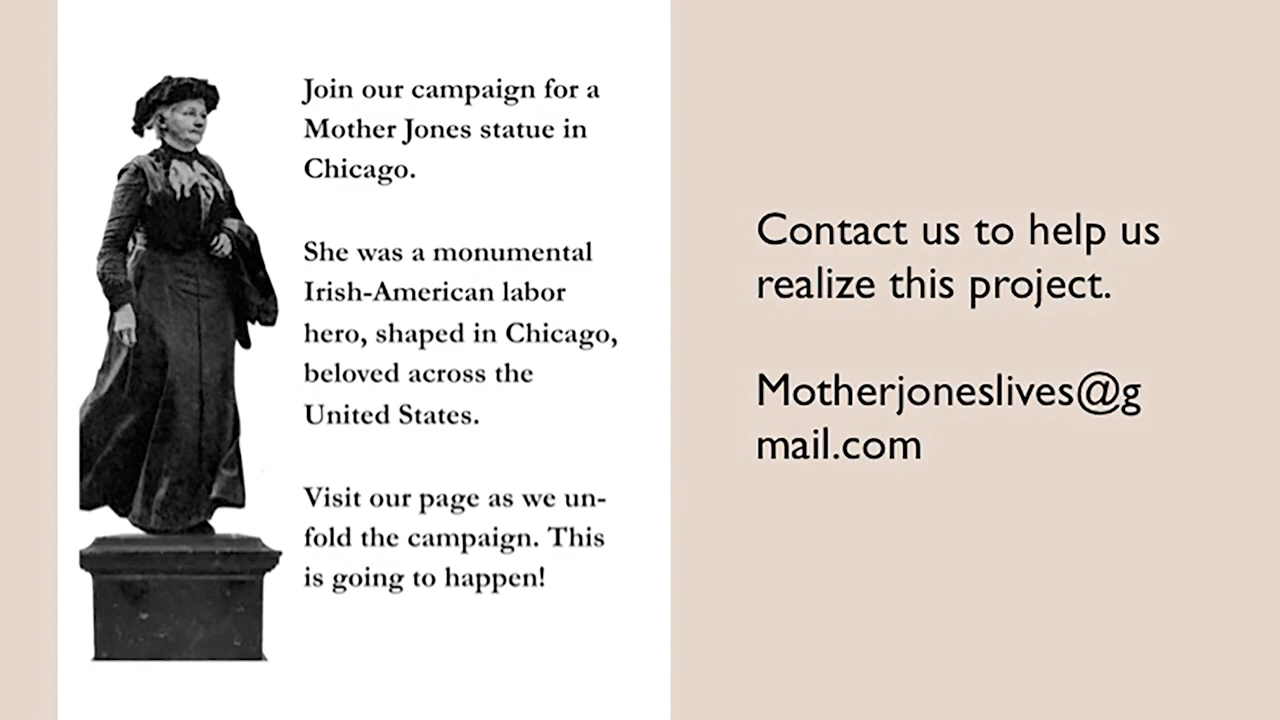 Join our campaign for a
Mother Jones statue in
Chicago.
She was a monumental
Irish-American labor
hero, shaped in Chicago,
beloved across the
United States.
Visit our page as we un-
fold the campaign. This
is going to happen!
Contact us to help us
realize this project.
Motherjoneslives@g
mail.com